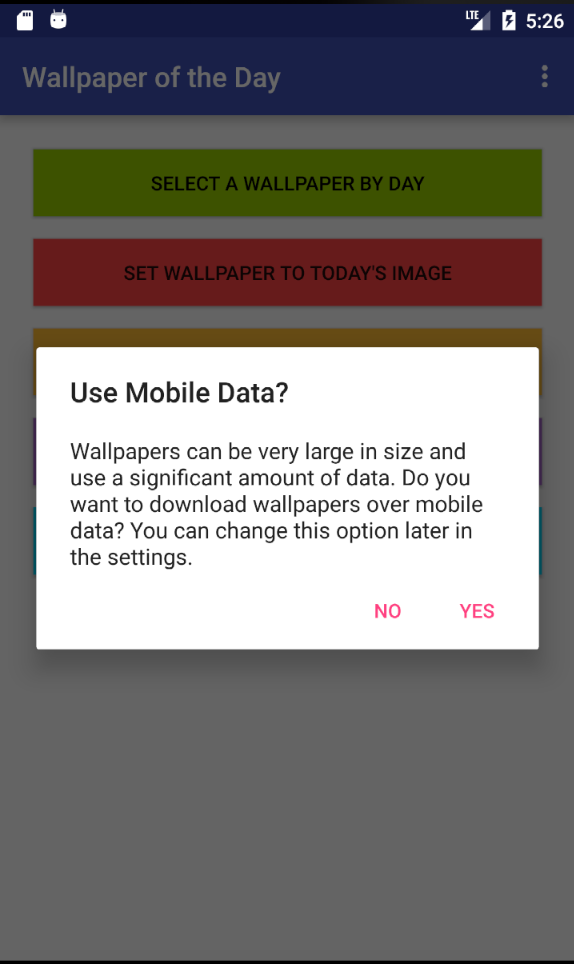 LTE 5:26
Wallpaper of the Day
SELECT A WALLPAPER BY DAY
SET WALLPAPER TO TODAY'S IMAGE
Use Mobile Data?
Wallpapers can be very large in size and
use a significant amount of data. Do you
want to download wallpapers over mobile
data? You can change this option later in
the settings.
NO YES